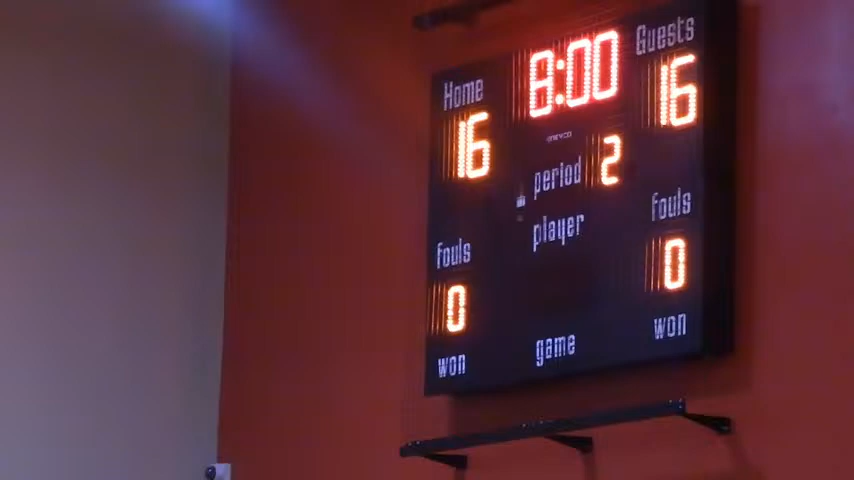 Home 8:00 Guests
16 16
period 2
player
fouls fouls
0 0
won game won